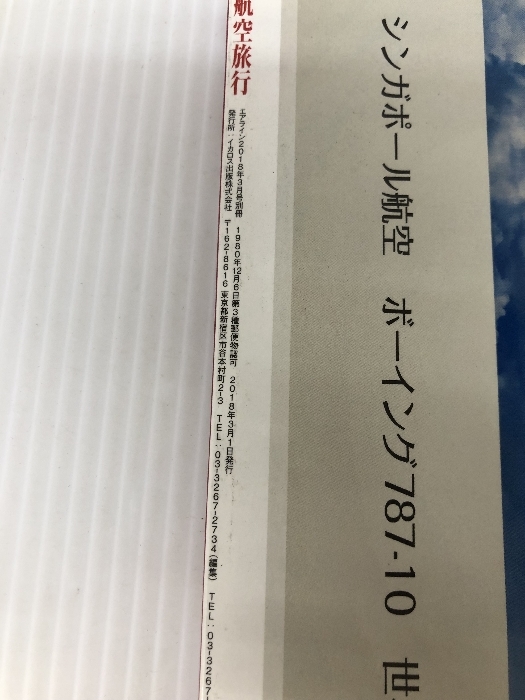 航空旅行
エアライン2018年3月号別冊 1980年12月6日第3種郵便物認可 2018年3月1日発行
発行所：イカロス出版株式会社 〒162-8616 東京都新宿区市谷本村町2-3 TEL：03-3267-2734（編集） TEL：03-3267-
シンガポール航空 ボーイング787-10 世